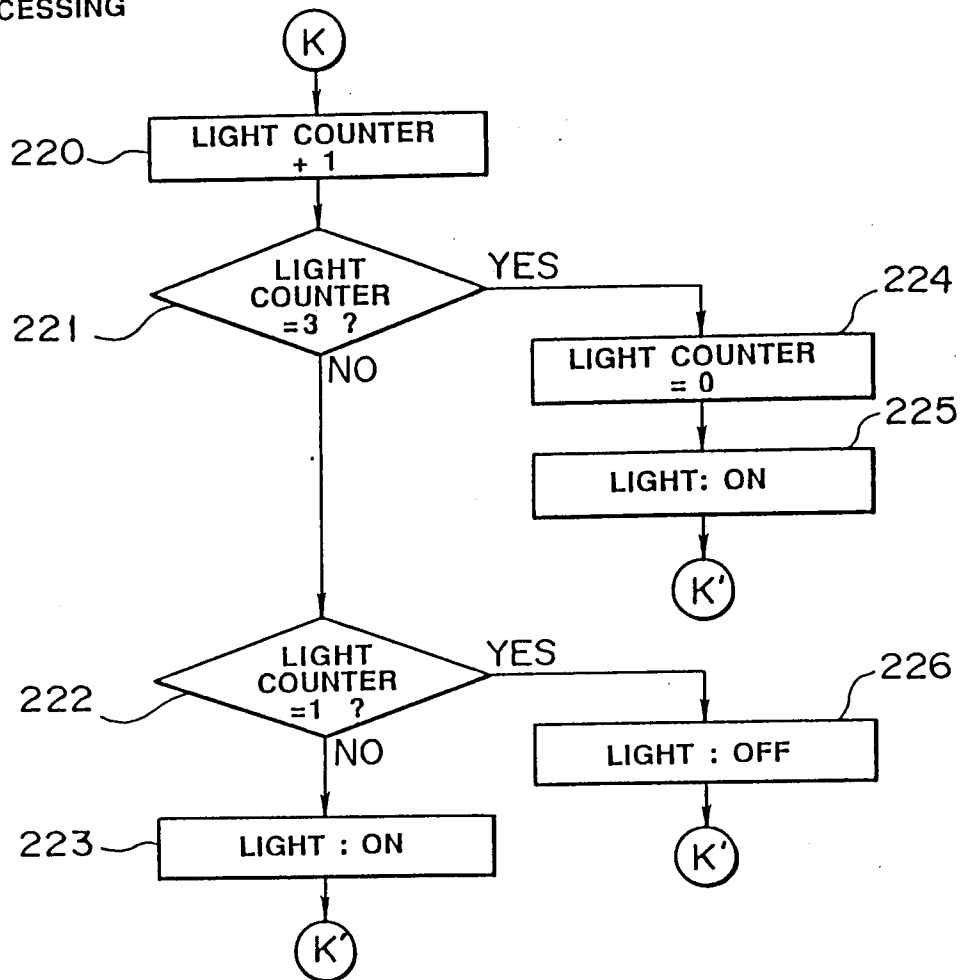 CESSING
K
220
LIGHT COUNTER
+ 1
221
LIGHT
COUNTER
=3 ?
YES
NO
224
LIGHT COUNTER
= 0
225
LIGHT: ON
K'
222
LIGHT
COUNTER
=1 ?
YES
NO
226
LIGHT : OFF
K'
223
LIGHT : ON
K'